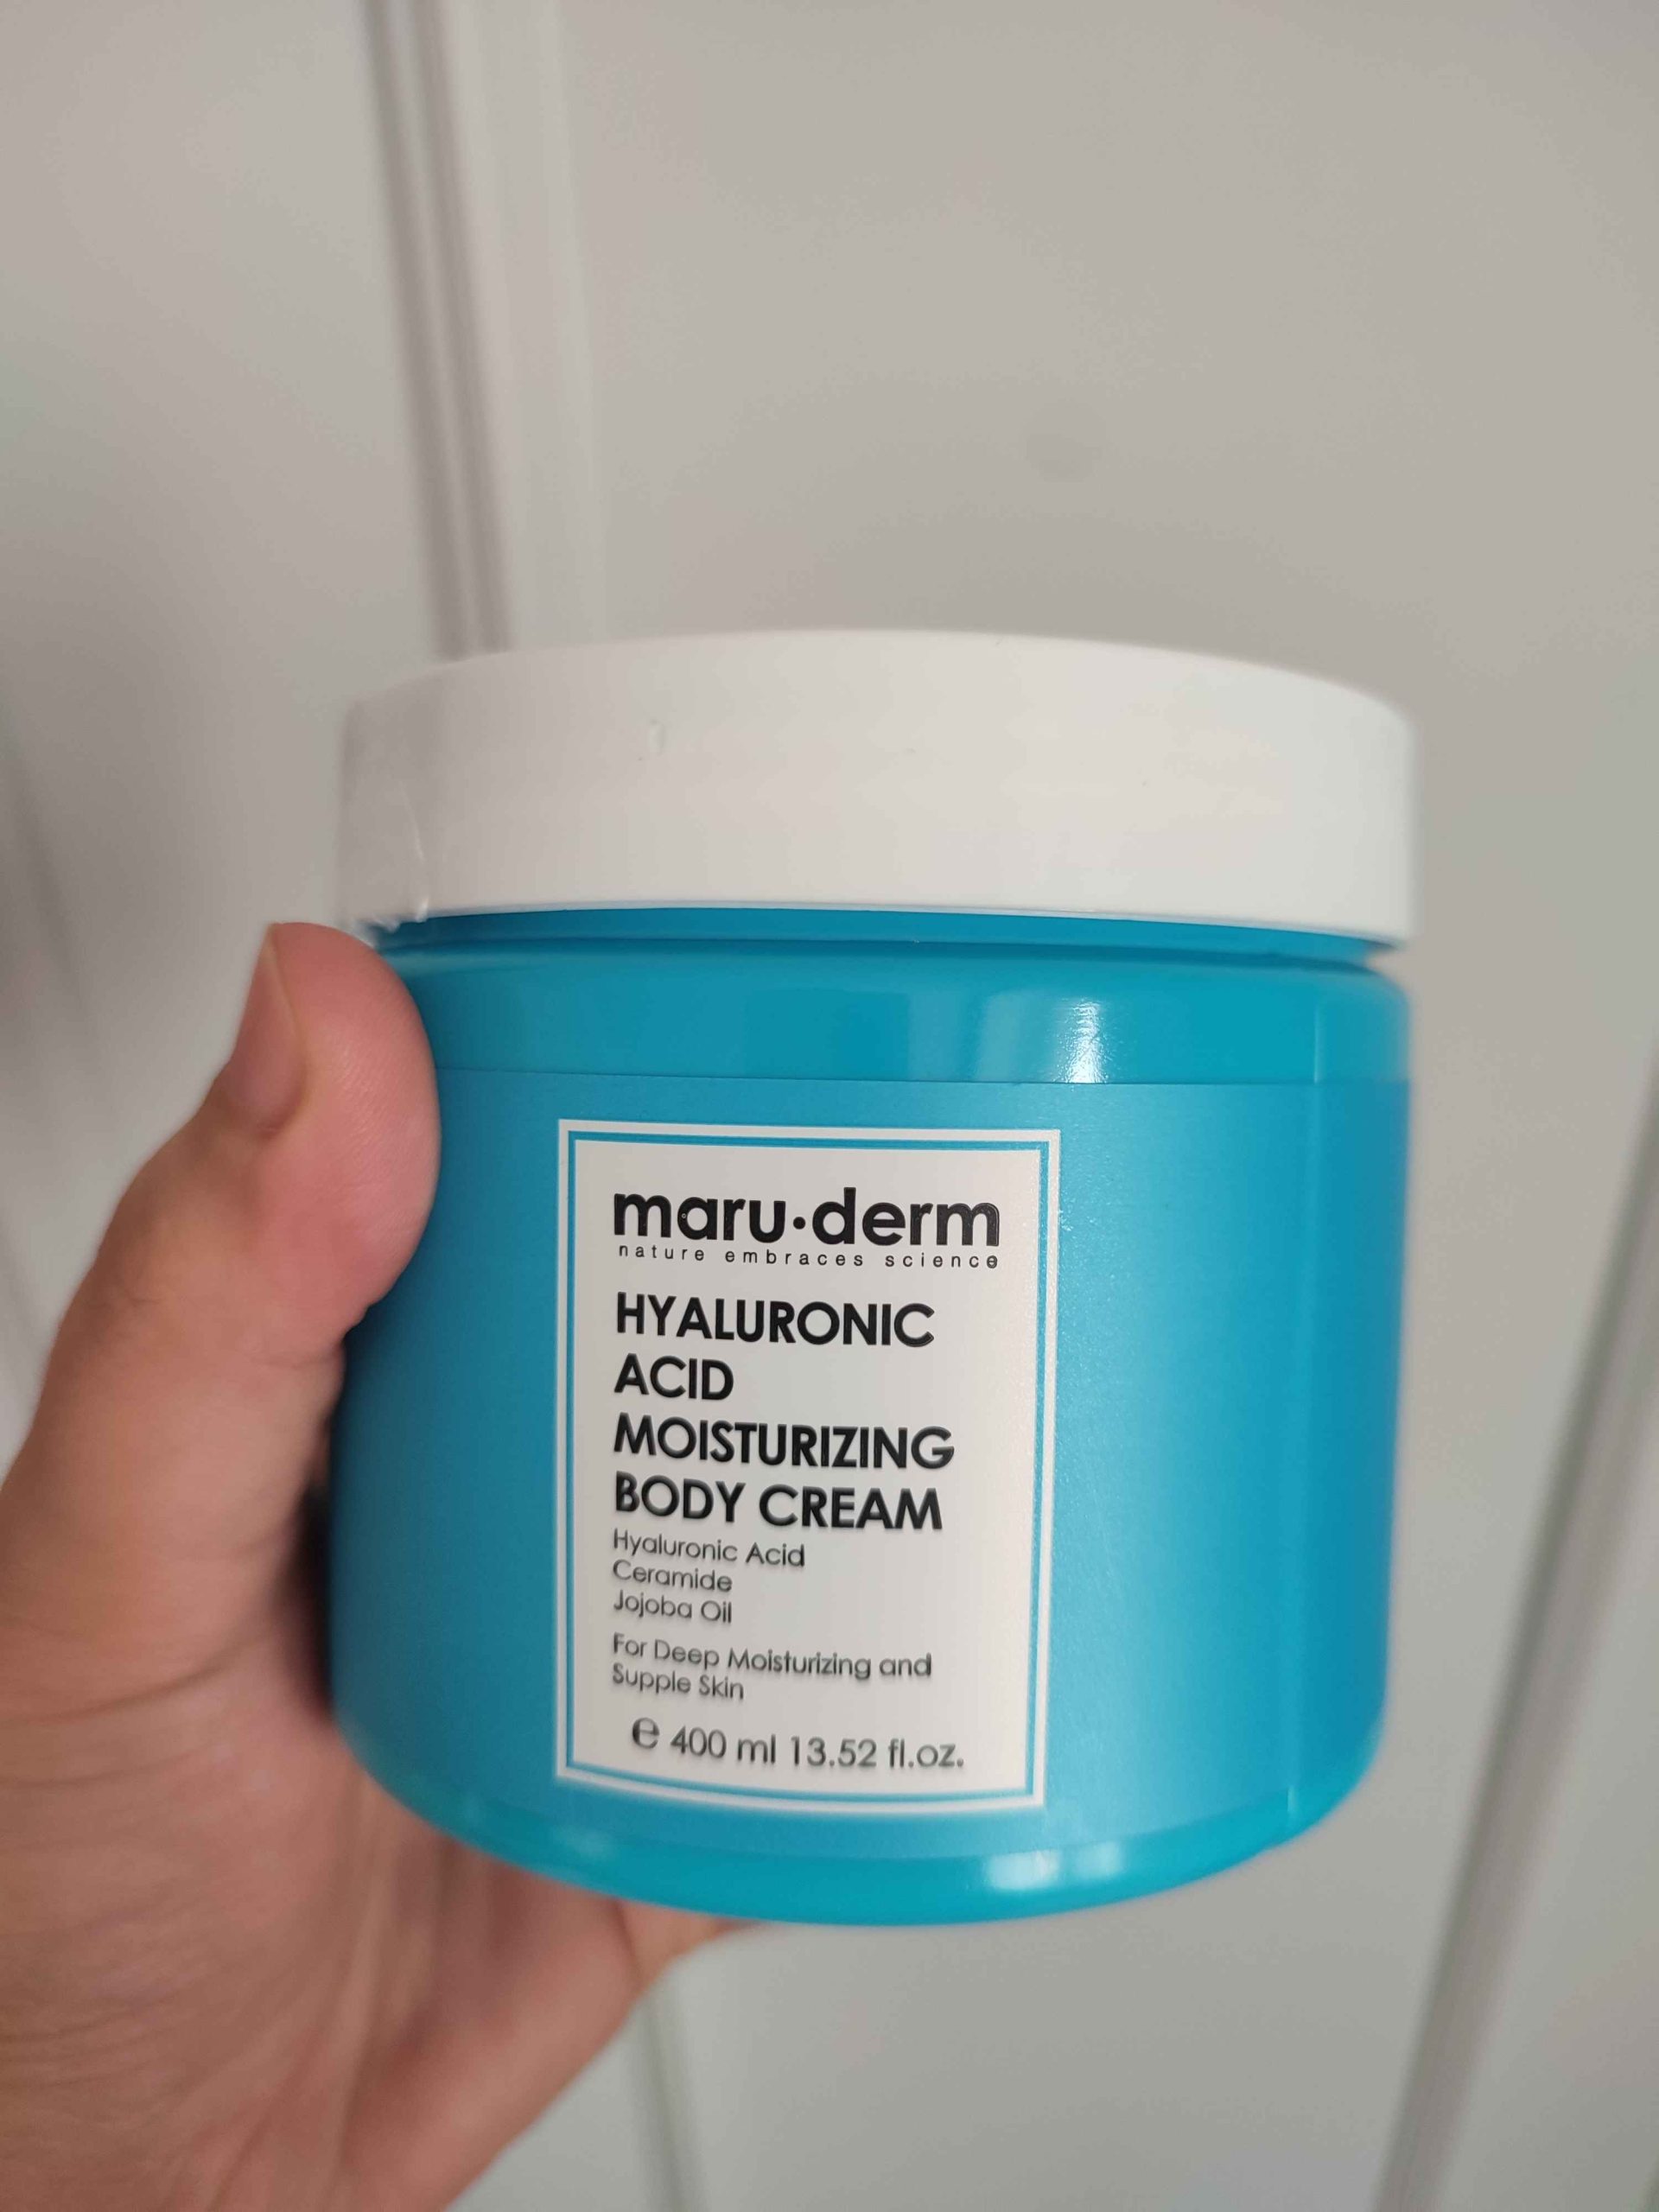 maru·derm
nature embraces science
HYALURONIC
ACID
MOISTURIZING
BODY CREAM
Hyaluronic Acid
Ceramide
Jojoba Oil
For Deep Moisturizing and
Supple Skin
℮ 400 ml 13.52 fl.oz.